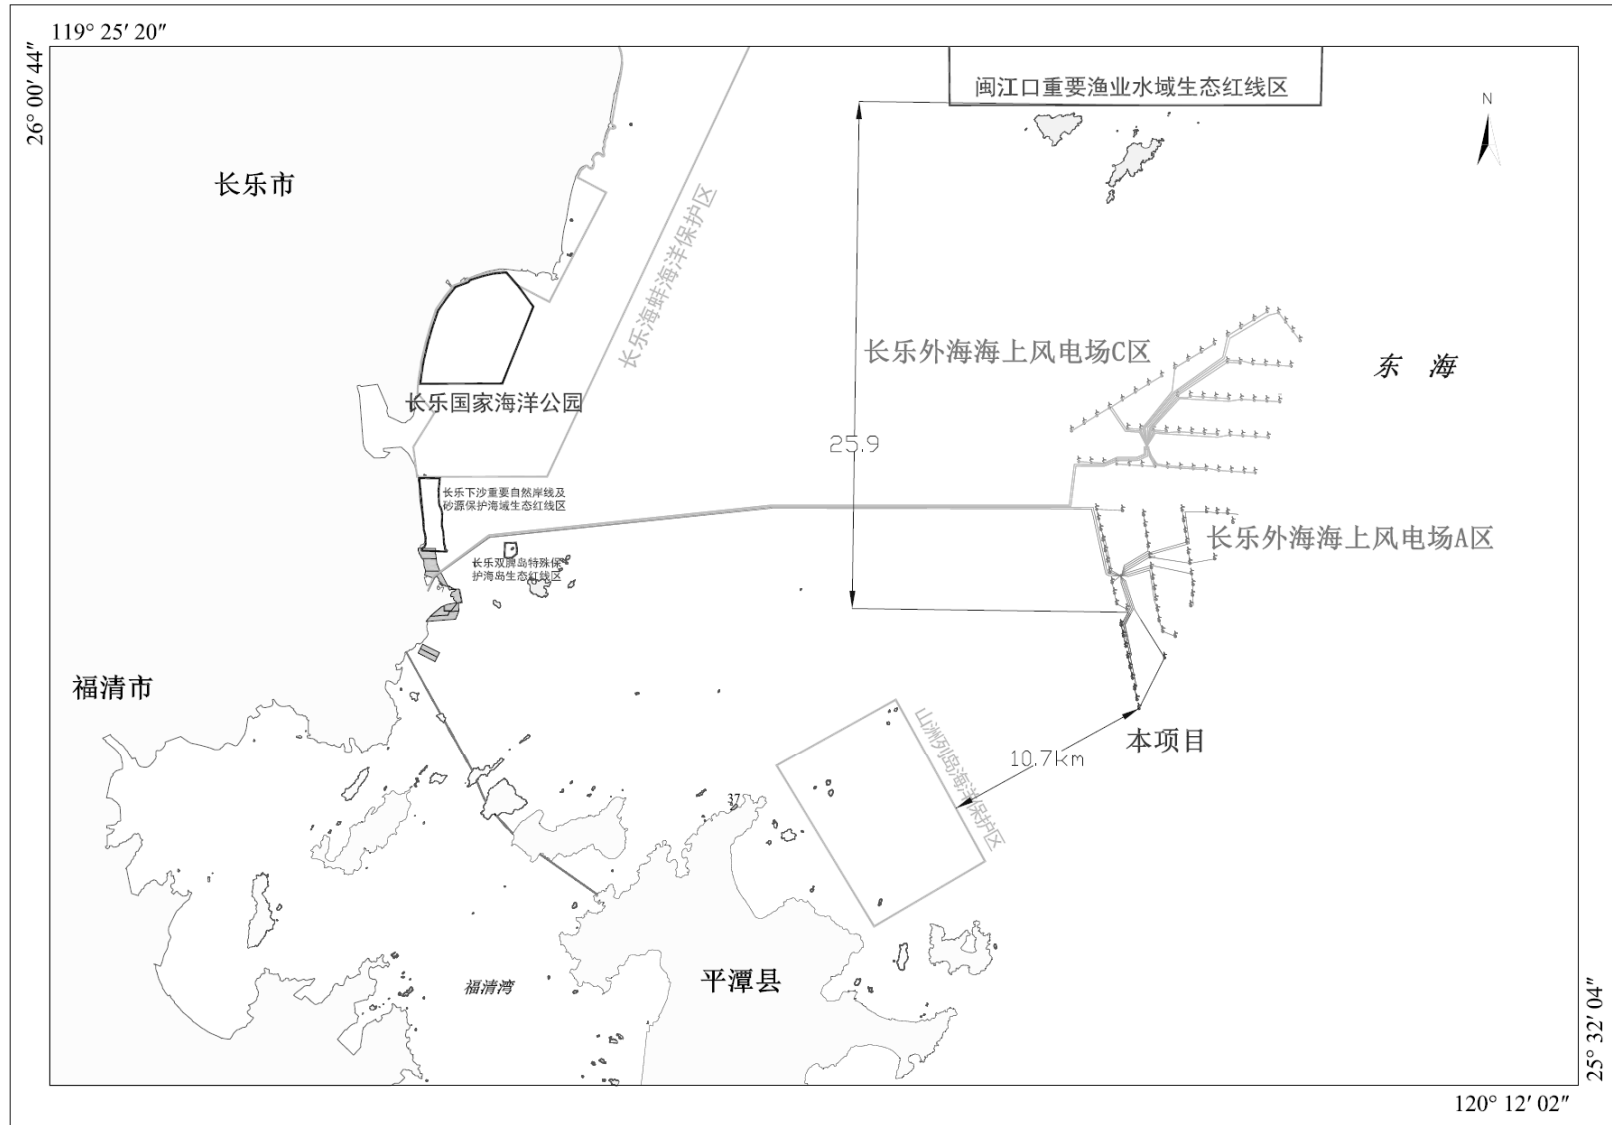 119° 25′ 20″
26° 00′ 44″
闽江口重要渔业水域生态红线区
N
长乐市
长乐海蚌海洋保护区
长乐外海海上风电场C区
东 海
长乐国家海洋公园
25.9
长乐下沙重要自然岸线及
砂源保护海域生态红线区
长乐外海海上风电场A区
长乐双脾岛特殊保
护海岛生态红线区
福清市
山洲列岛海洋保护区
本项目
10.7km
37
福清湾
平潭县
25° 32′ 04″
120° 12′ 02″